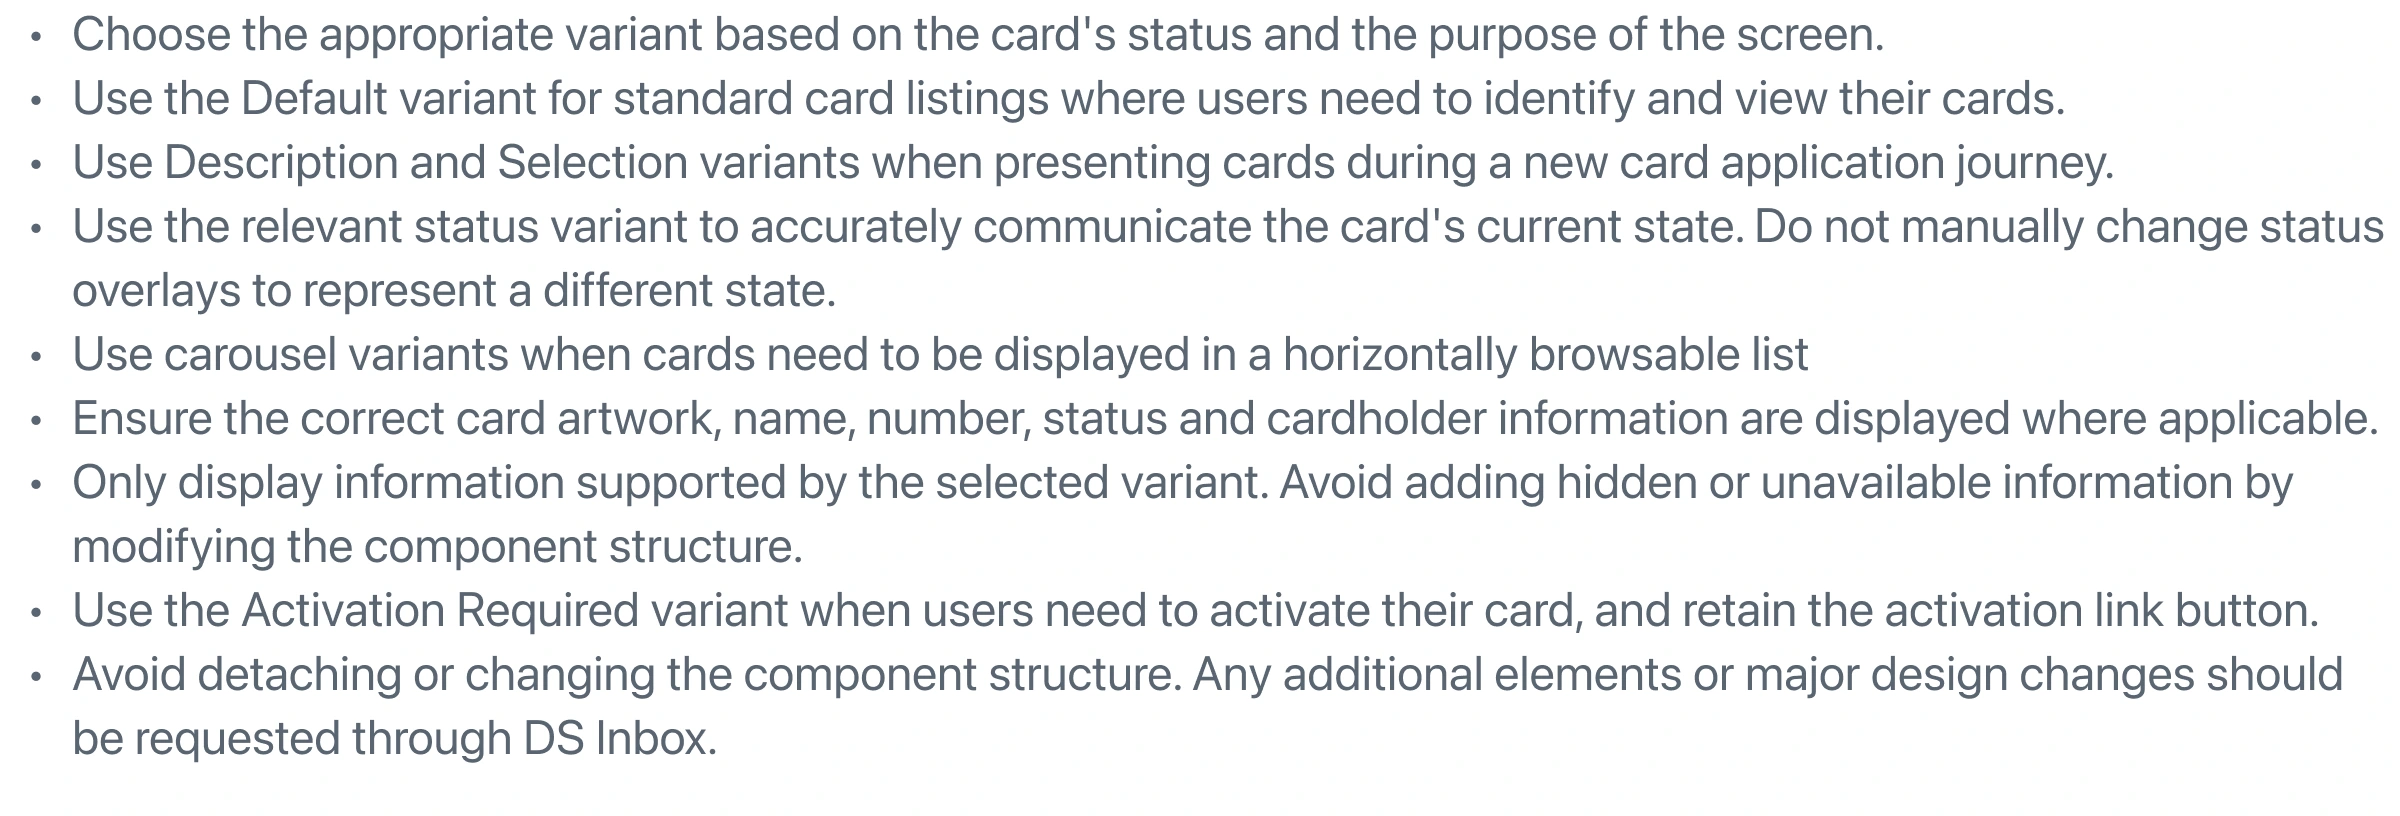 • Choose the appropriate variant based on the card's status and the purpose of the screen.
• Use the Default variant for standard card listings where users need to identify and view their cards.
• Use Description and Selection variants when presenting cards during a new card application journey.
• Use the relevant status variant to accurately communicate the card's current state. Do not manually change status
overlays to represent a different state.
• Use carousel variants when cards need to be displayed in a horizontally browsable list
• Ensure the correct card artwork, name, number, status and cardholder information are displayed where applicable.
• Only display information supported by the selected variant. Avoid adding hidden or unavailable information by
modifying the component structure.
• Use the Activation Required variant when users need to activate their card, and retain the activation link button.
• Avoid detaching or changing the component structure. Any additional elements or major design changes should
be requested through DS Inbox.